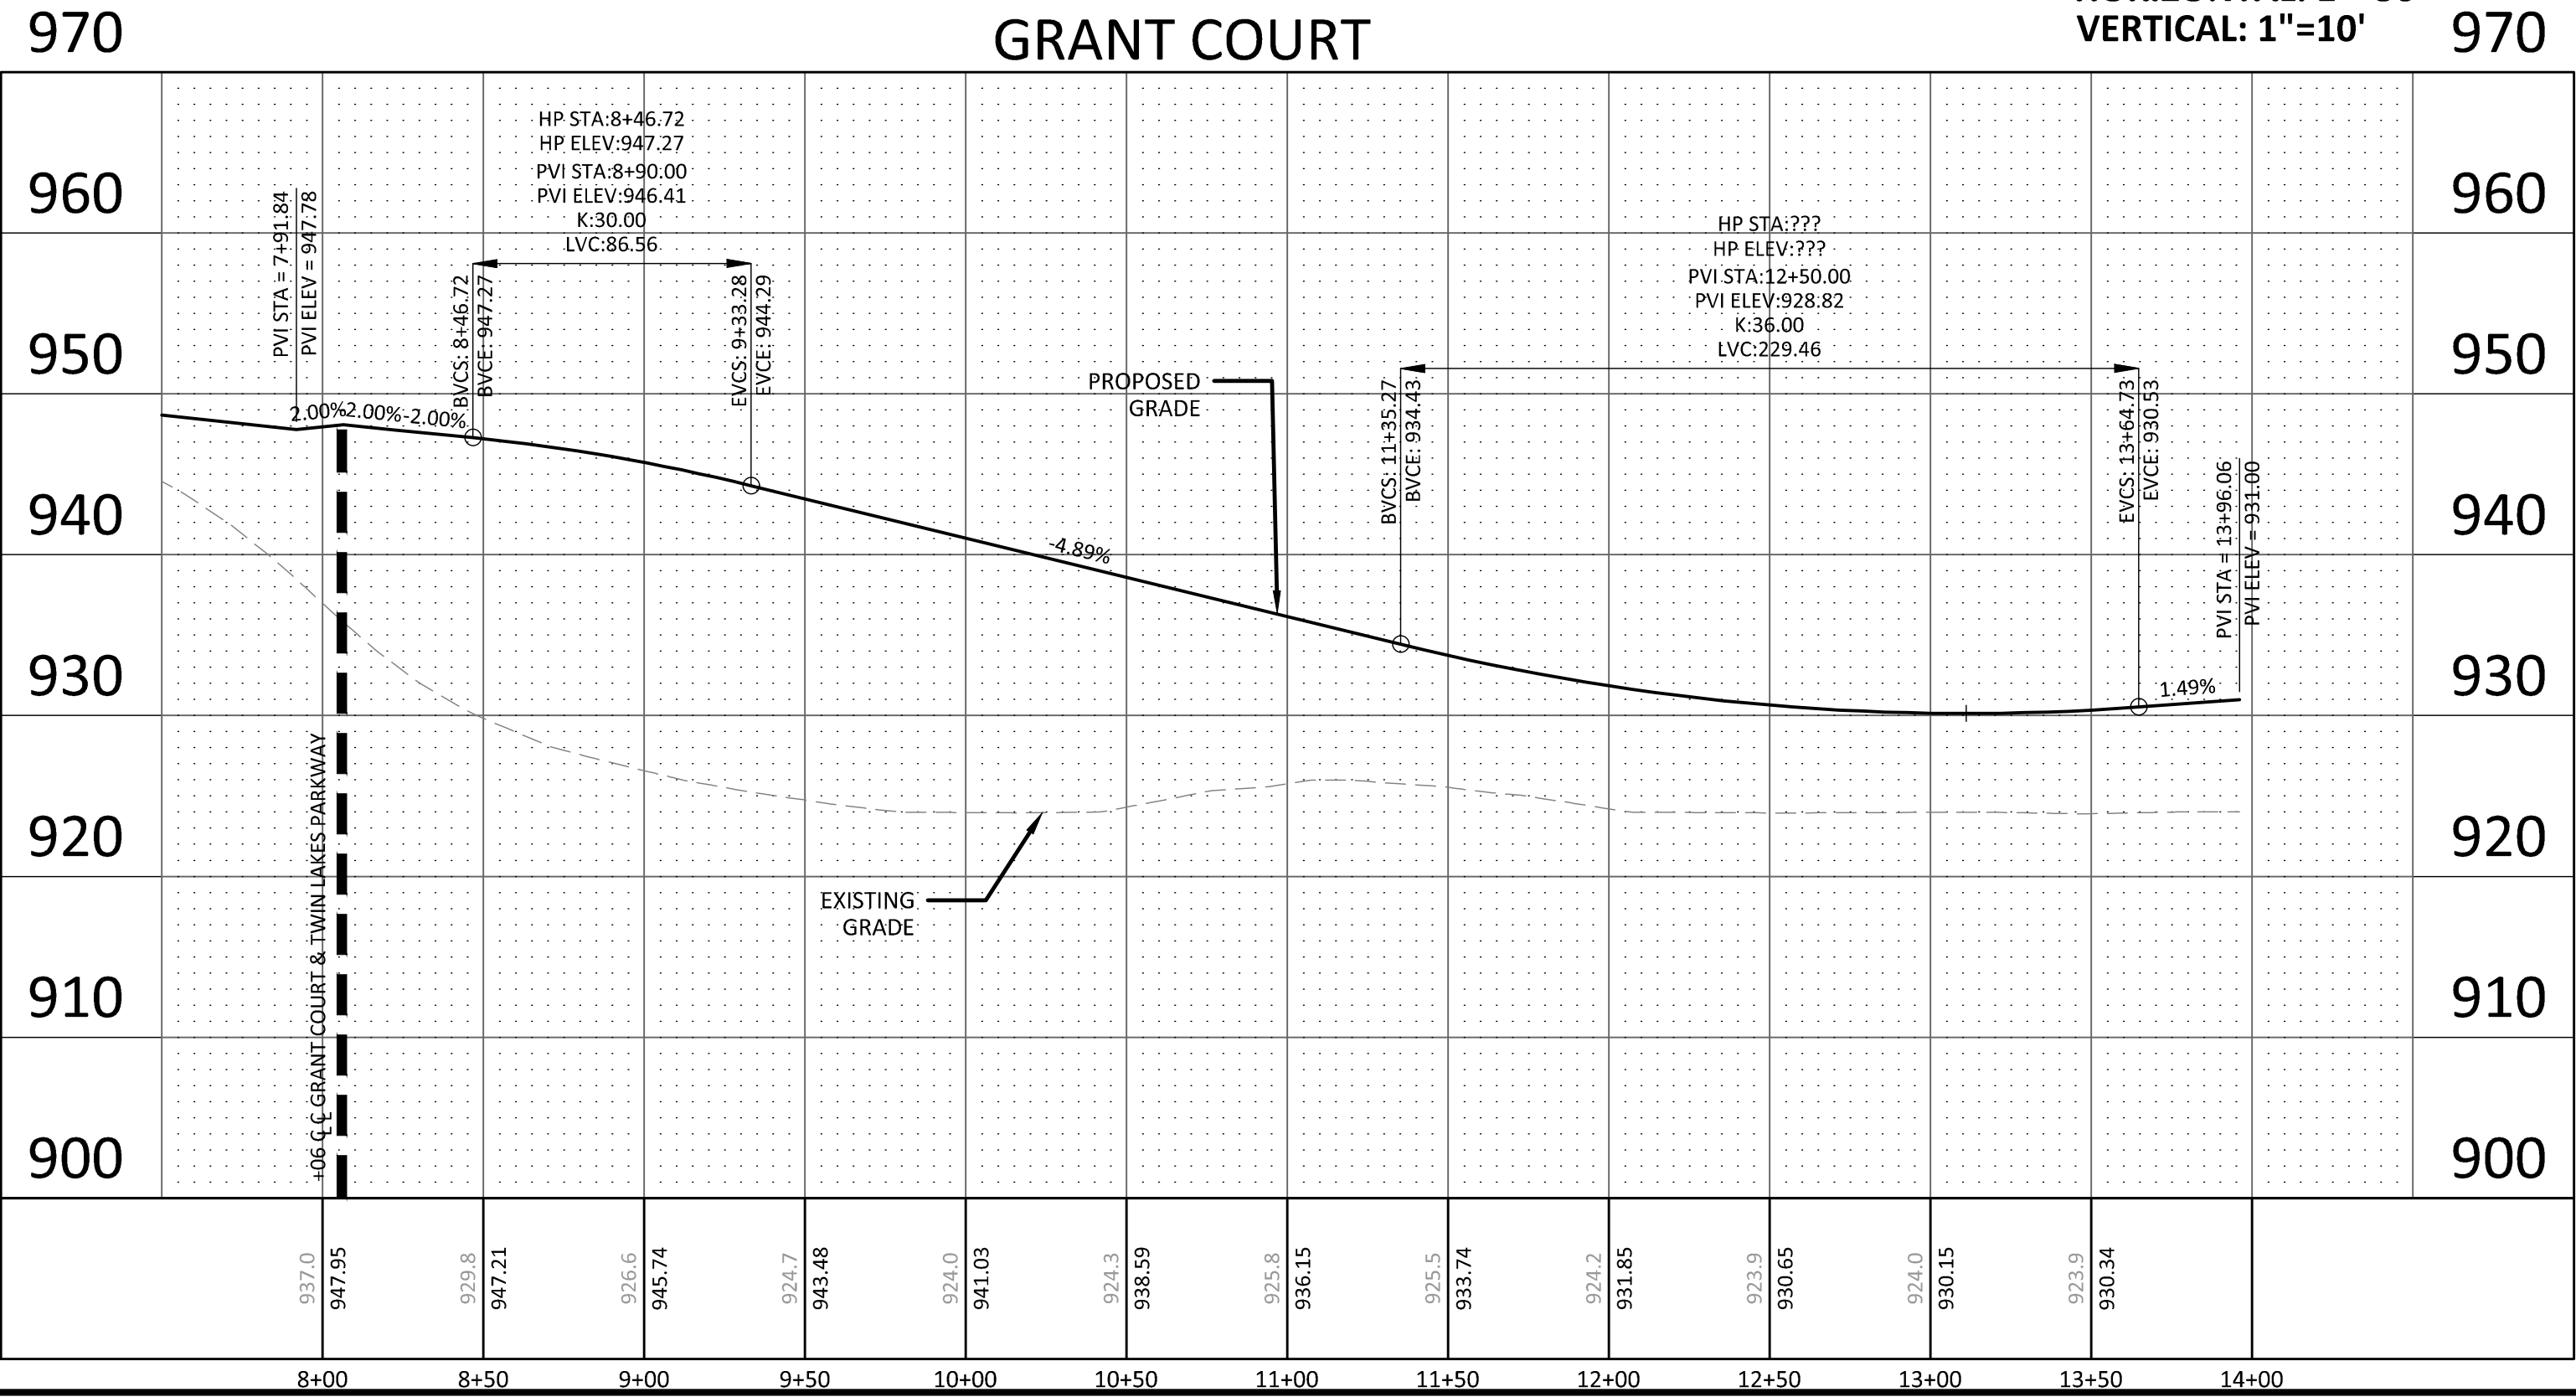 VERTICAL: 1"=10'
970
GRANT COURT
970
960
960
950
950
940
940
930
930
920
920
910
910
900
900
HP STA:8+46.72
HP ELEV:947.27
PVI STA:8+90.00
PVI ELEV:946.41
K:30.00
LVC:86.56
PVI STA = 7+91.84
PVI ELEV = 947.78
BVCS: 8+46.72
BVCE: 947.27
EVCS: 9+33.28
EVCE: 944.29
2.00%
2.00%
-2.00%
HP STA:???
HP ELEV:???
PVI STA:12+50.00
PVI ELEV:928.82
K:36.00
LVC:229.46
PROPOSED
GRADE
BVCS: 11+35.27
BVCE: 934.43
EVCS: 13+64.73
EVCE: 930.53
PVI STA = 13+96.06
PVI ELEV = 931.00
-4.89%
1.49%
EXISTING
GRADE
+06 C C GRANT COURT & TWIN LAKES PARKWAY
L L
937.0
947.95
929.8
947.21
926.6
945.74
924.7
943.48
924.0
941.03
924.3
938.59
925.8
936.15
925.5
933.74
924.2
931.85
923.9
930.65
924.0
930.15
923.9
930.34
8+00
8+50
9+00
9+50
10+00
10+50
11+00
11+50
12+00
12+50
13+00
13+50
14+00